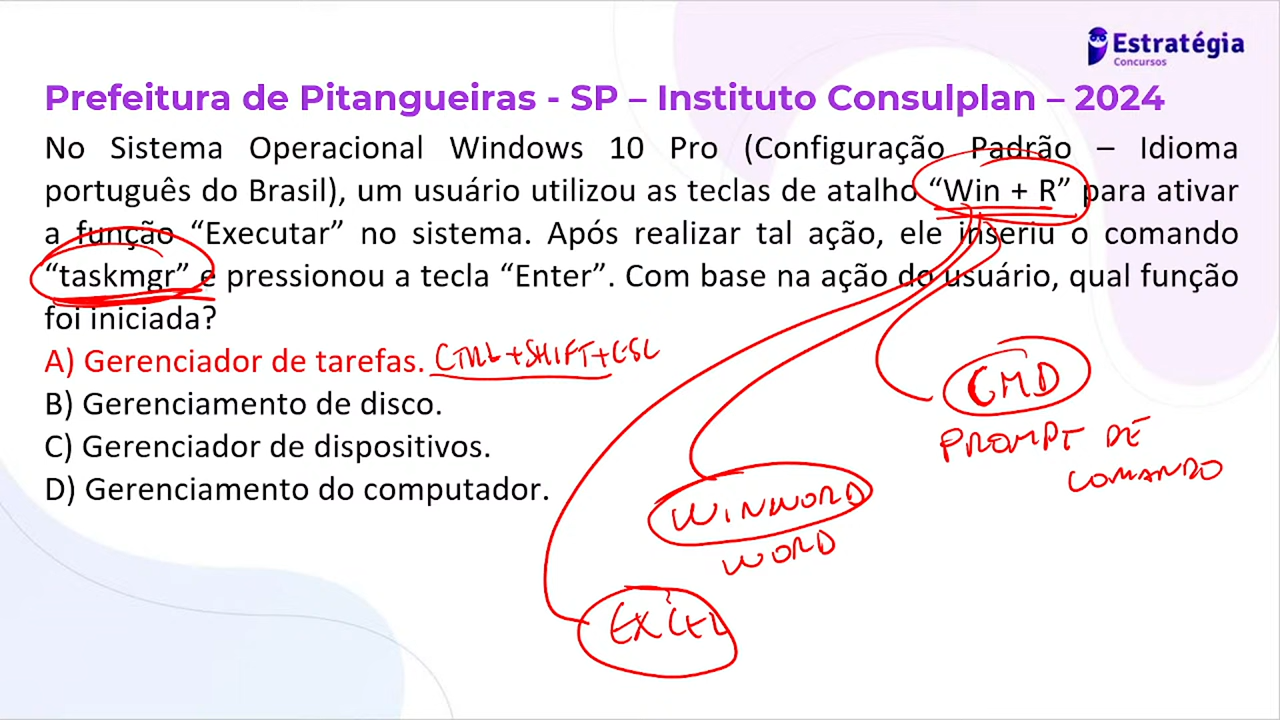 Estratégia
Concursos
Prefeitura de Pitangueiras - SP – Instituto Consulplan – 2024
No Sistema Operacional Windows 10 Pro (Configuração Padrão – Idioma
português do Brasil), um usuário utilizou as teclas de atalho “Win + R” para ativar
a função “Executar” no sistema. Após realizar tal ação, ele inseriu o comando
“taskmgr” e pressionou a tecla “Enter”. Com base na ação do usuário, qual função
foi iniciada?
A) Gerenciador de tarefas. CTRL+SHIFT+ESC
B) Gerenciamento de disco.
C) Gerenciador de dispositivos.
D) Gerenciamento do computador.
CMD
PROMPT DE
COMANDO
WINWORD
WORD
EXCEL